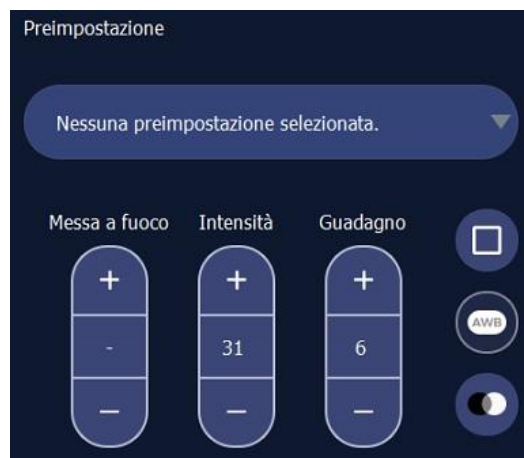 Preimpostazione
Nessuna preimpostazione selezionata.
Messa a fuoco Intensità Guadagno
+ + +
- 31 6
− − −
AWB